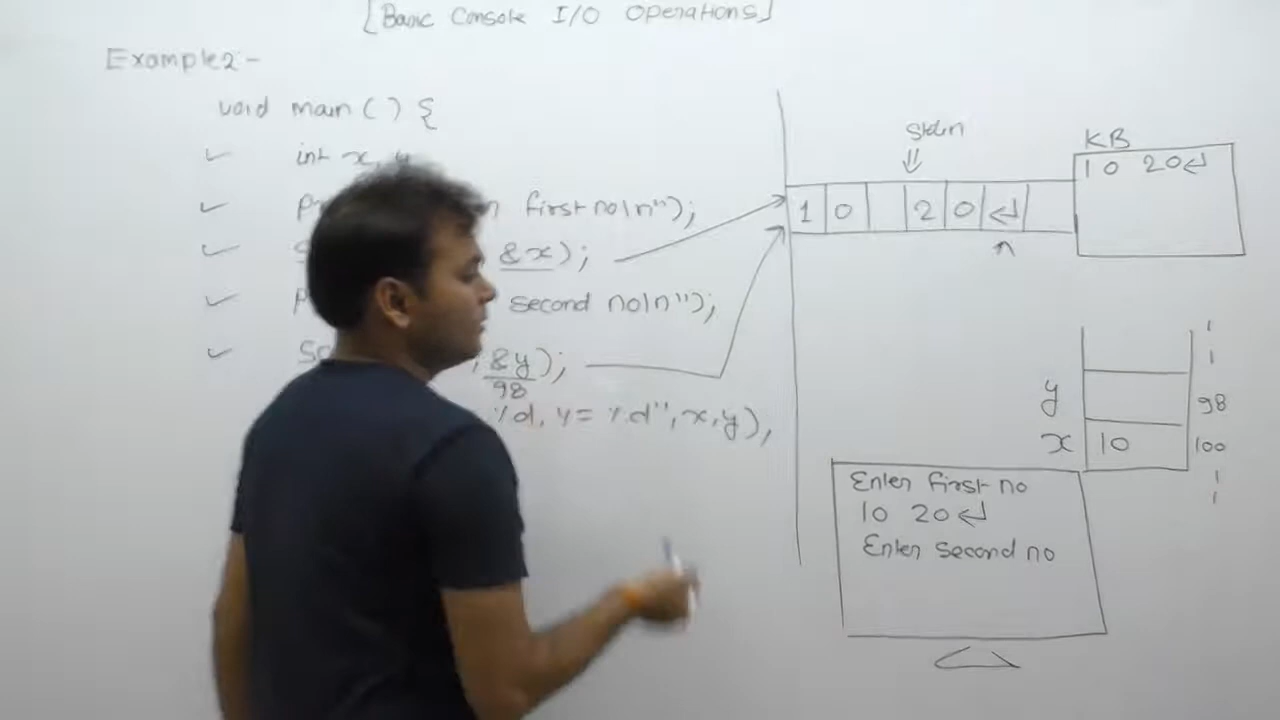 [Basic Console I/O Operations]
Example2-
void main() {
int x, y
first no\n");
&x);
second no\n");
&y);
98
%d, y= %d", x,y),
stdin
1 0 2 0 ↵
KB
10 20↵
y 98
x 10 100
Enter first no
10 20↵
Enter second no